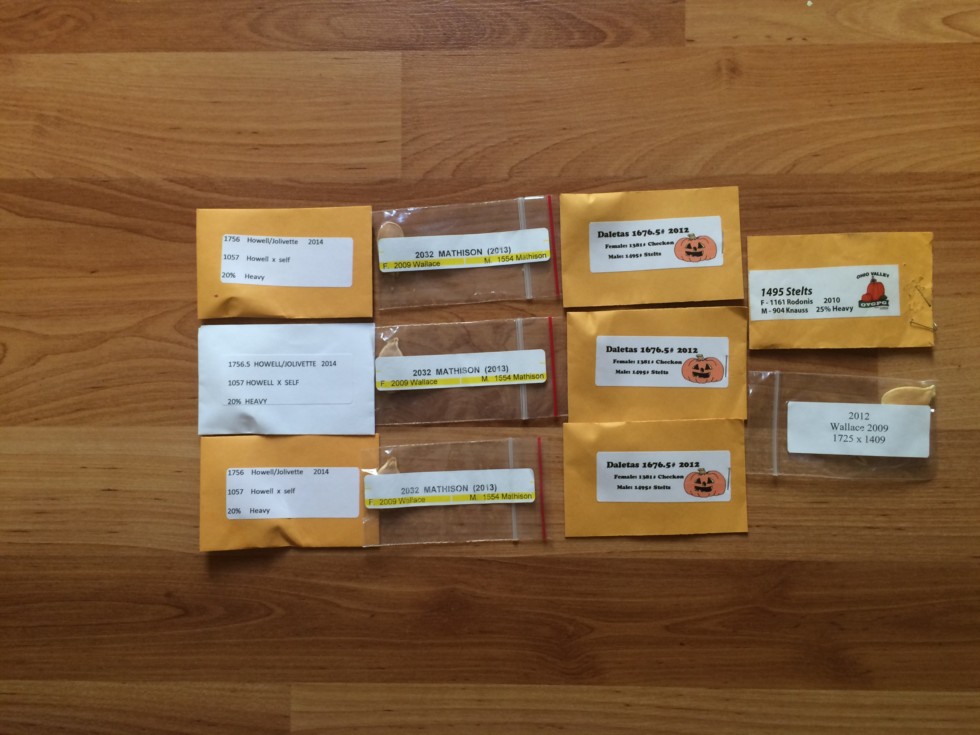 1756 Howell/Jolivette 2014
1057 Howell x self
20% Heavy
1756.5 HOWELL/JOLIVETTE 2014
1057 HOWELL X SELF
20% HEAVY
1756 Howell/Jolivette 2014
1057 Howell x self
20% Heavy
2032 MATHISON (2013)
F. 2009 Wallace M. 1554 Mathison
2032 MATHISON (2013)
F. 2009 Wallace M. 1554 Mathison
2032 MATHISON (2013)
F. 2009 Wallace M. 1554 Mathison
Daletas 1676.5# 2012
Female: 1381# Checkon
Male: 1495# Stelts
Daletas 1676.5# 2012
Female: 1381# Checkon
Male: 1495# Stelts
Daletas 1676.5# 2012
Female: 1381# Checkon
Male: 1495# Stelts
OHIO VALLEY
OVGPG
1495 Stelts
F - 1161 Rodonis 2010
M - 904 Knauss 25% Heavy
2012
Wallace 2009
1725 x 1409